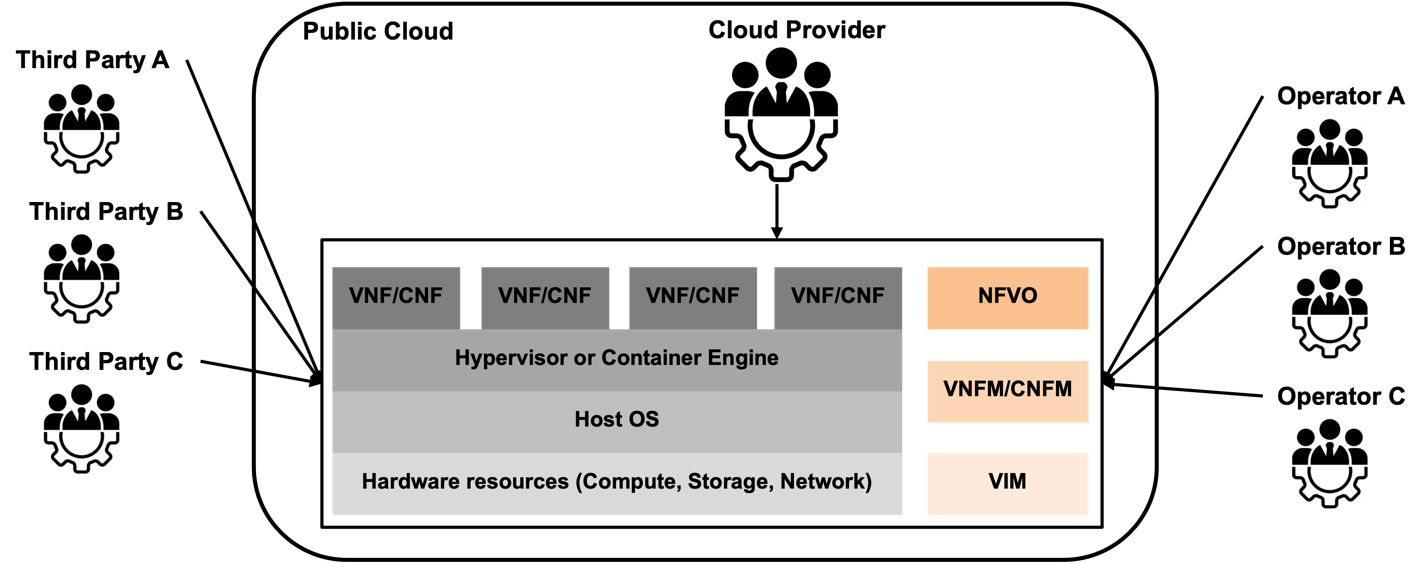 Public Cloud
Cloud Provider
Third Party A
Third Party B
Third Party C
Operator A
Operator B
Operator C
VNF/CNF
VNF/CNF
VNF/CNF
VNF/CNF
NFVO
Hypervisor or Container Engine
VNFM/CNFM
Host OS
Hardware resources (Compute, Storage, Network)
VIM